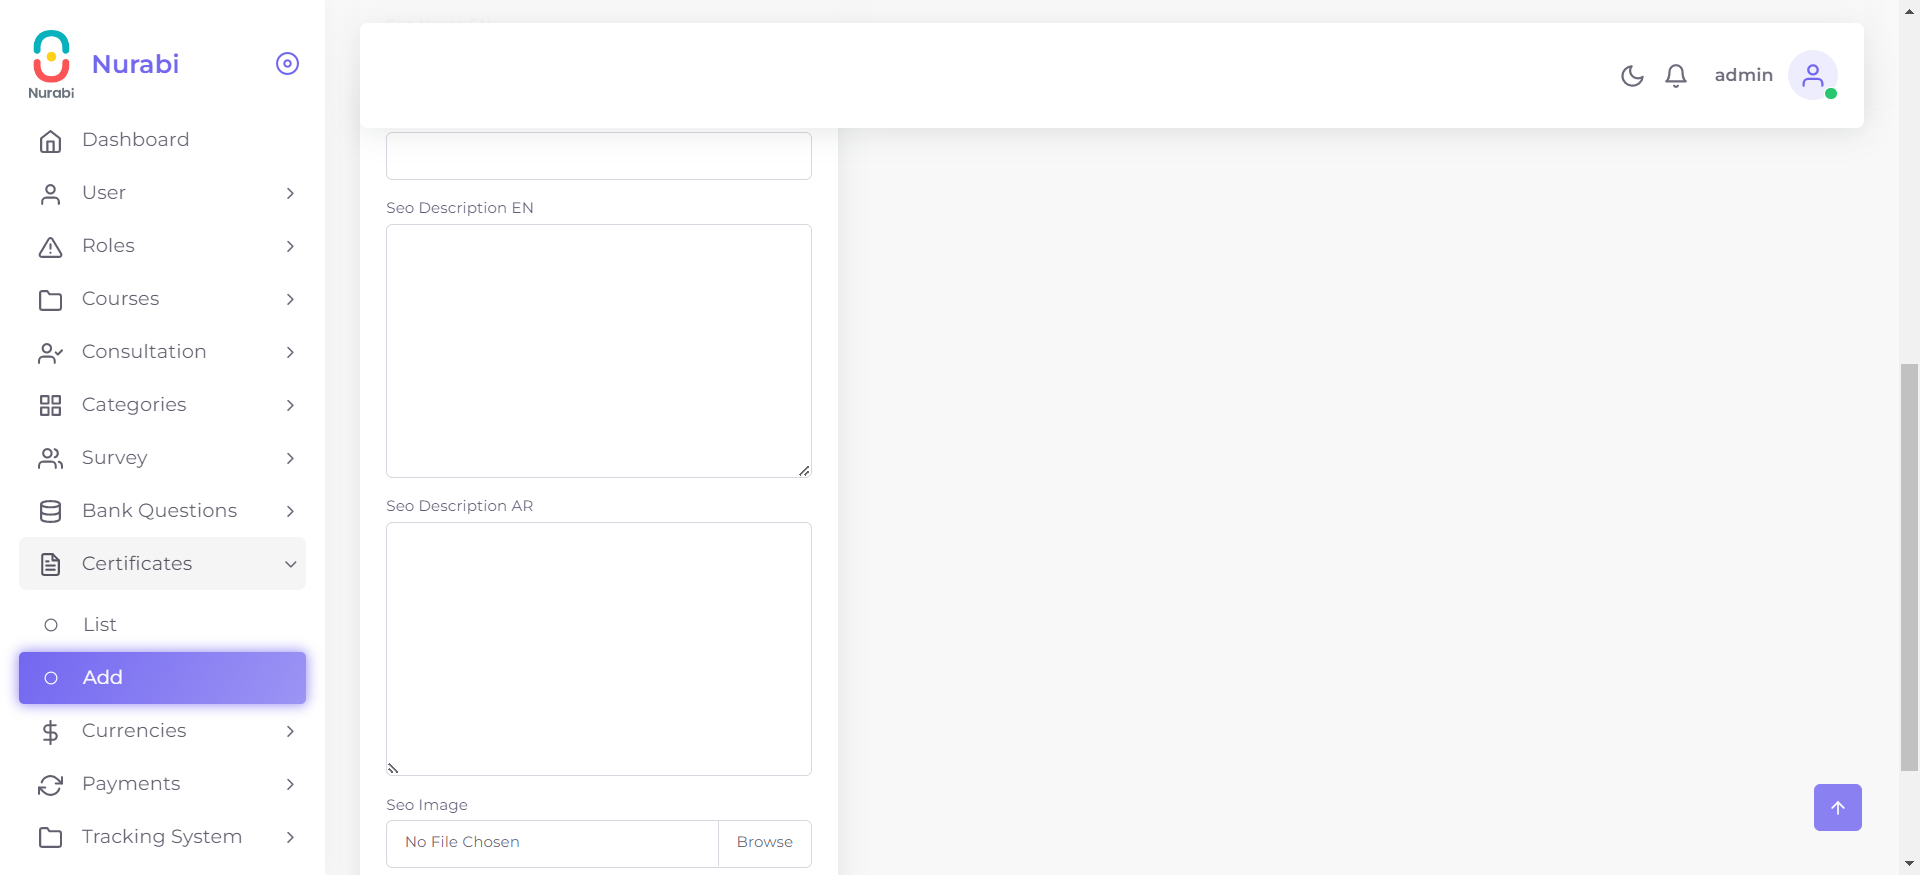 Nurabi
Nurabi
admin
Dashboard
User
Roles
Courses
Consultation
Categories
Survey
Bank Questions
Certificates
List
Add
Currencies
Payments
Tracking System
Seo Description EN
Seo Description AR
Seo Image
No File Chosen
Browse